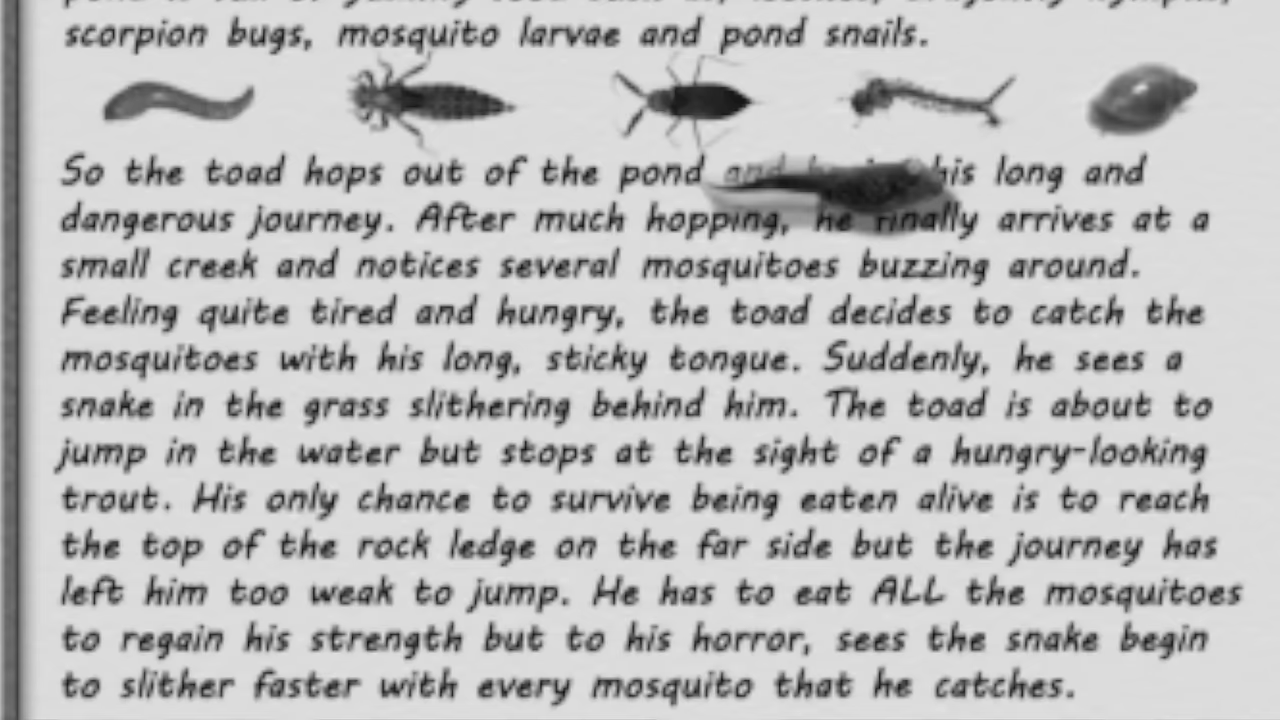 scorpion bugs, mosquito larvae and pond snails.
So the toad hops out of the pond and his long and
dangerous journey. After much hopping, he finally arrives at a
small creek and notices several mosquitoes buzzing around.
Feeling quite tired and hungry, the toad decides to catch the
mosquitoes with his long, sticky tongue. Suddenly, he sees a
snake in the grass slithering behind him. The toad is about to
jump in the water but stops at the sight of a hungry-looking
trout. His only chance to survive being eaten alive is to reach
the top of the rock ledge on the far side but the journey has
left him too weak to jump. He has to eat ALL the mosquitoes
to regain his strength but to his horror, sees the snake begin
to slither faster with every mosquito that he catches.